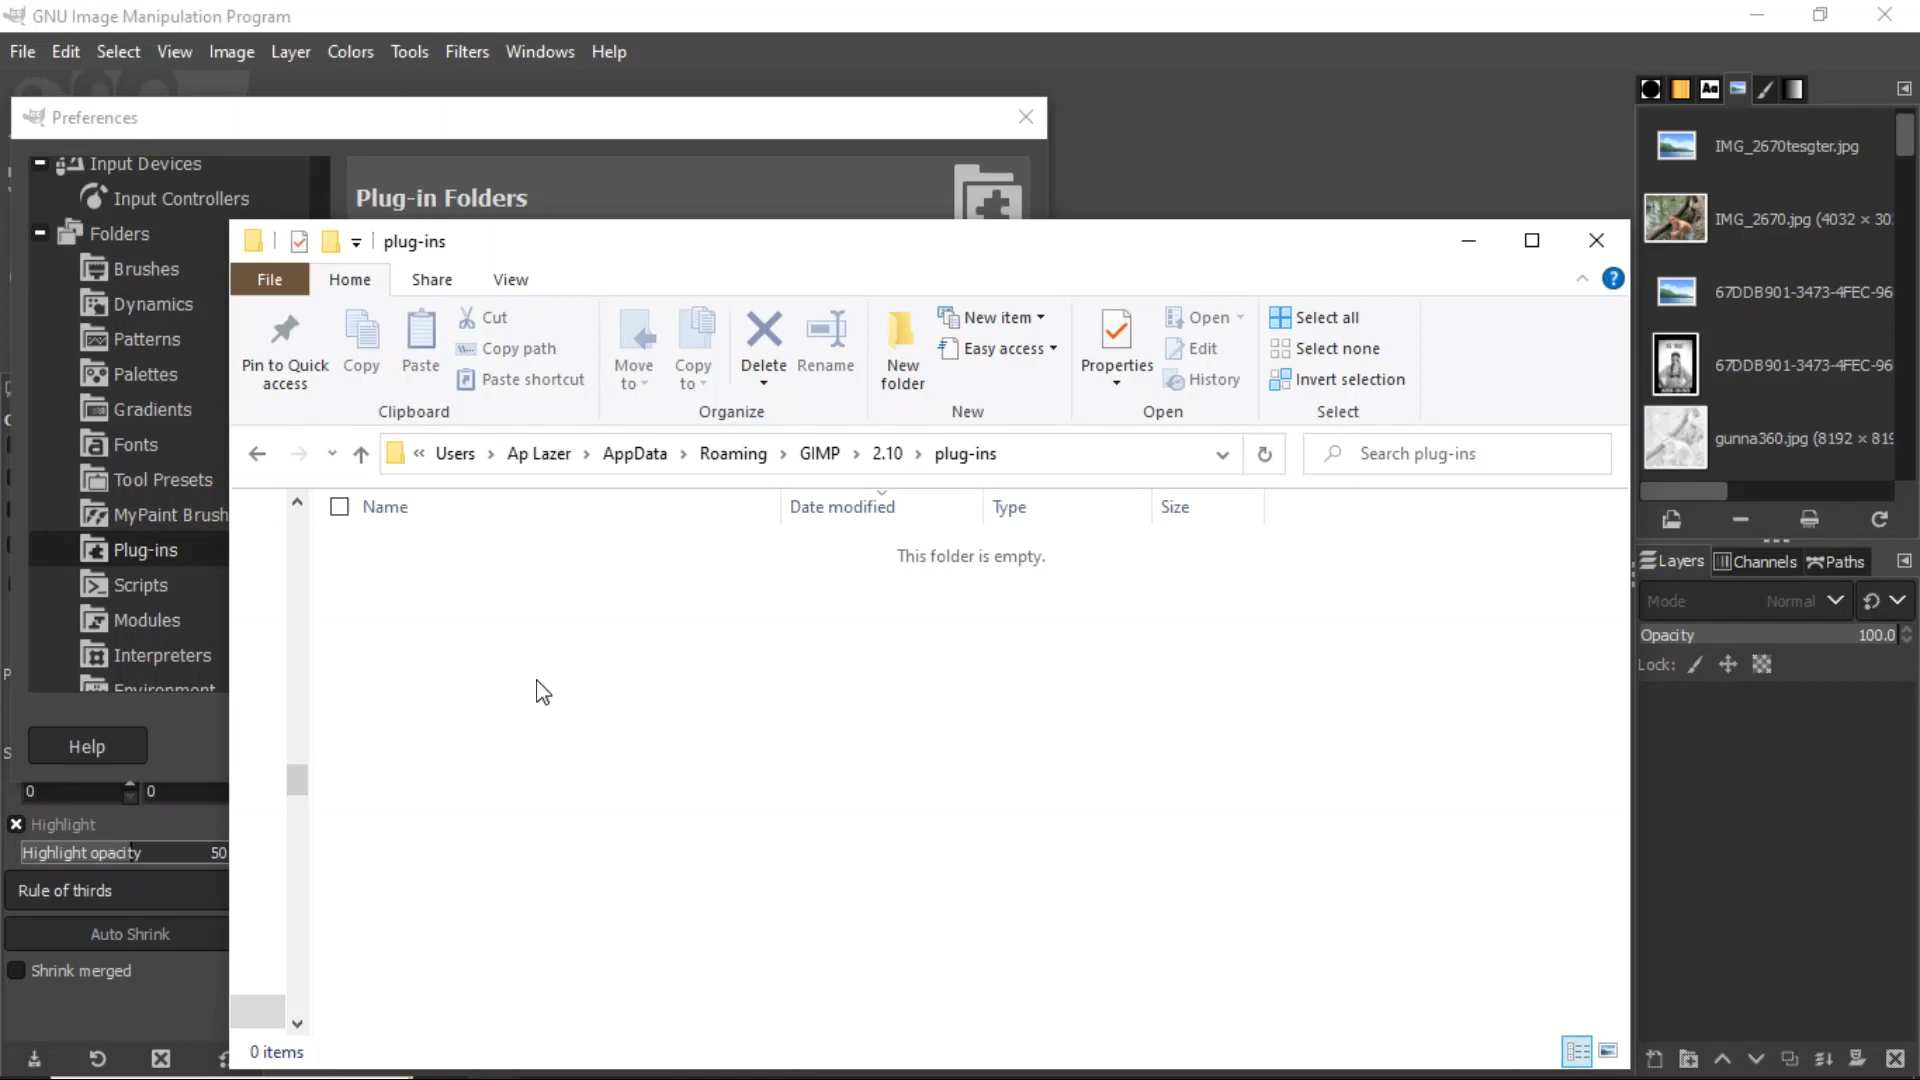 GNU Image Manipulation Program
File Edit Select View Image Layer Colors Tools Filters Windows Help
Preferences
Input Devices
Input Controllers
Folders
Brushes
Dynamics
Patterns
Palettes
Gradients
Fonts
Tool Presets
MyPaint Brush
Plug-ins
Scripts
Modules
Interpreters
Environment
Help
Plug-in Folders
plug-ins
File Home Share View
Pin to Quick access
Copy
Paste
Cut
Copy path
Paste shortcut
Clipboard
Move to
Copy to
Delete
Rename
Organize
New folder
New item
Easy access
New
Properties
Open
Edit
History
Open
Select all
Select none
Invert selection
Select
« Users > Ap Lazer > AppData > Roaming > GIMP > 2.10 > plug-ins
Search plug-ins
Name Date modified Type Size
This folder is empty.
0 items
0 0
Highlight
Highlight opacity 50
Rule of thirds
Auto Shrink
Shrink merged
Aa
IMG_2670tesgter.jpg
IMG_2670.jpg (4032 × 30
67DDB901-3473-4FEC-96
67DDB901-3473-4FEC-96
gunna360.jpg (8192 × 819
Layers Channels Paths
Mode Normal
Opacity 100.0
Lock: